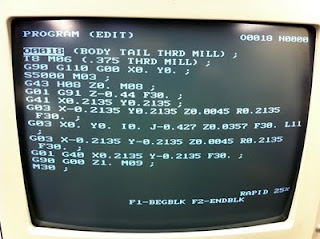 PROGRAM (EDIT) O0018 N0000
O0018 (BODY TAIL THRD MILL) ;
T8 M06 (.375 THRD MILL) ;
G90 G110 G00 X0. Y0. ;
S5000 M03 ;
G43 H08 Z0. M08 ;
G01 G91 Z-0.44 F30. ;
G41 X0.2135 Y0.2135 ;
G03 X-0.2135 Y0.2135 Z0.0045 R0.2135
F30. ;
G03 X0. Y0. I0. J-0.427 Z0.0357 F30. L11
;
G03 X-0.2135 Y-0.2135 Z0.0045 R0.2135
F30. ;
G01 G40 X0.2135 Y-0.2135 F30. ;
G90 G00 Z1. M09 ;
M30 ;
RAPID 25%
F1-BEGBLK F2-ENDBLK